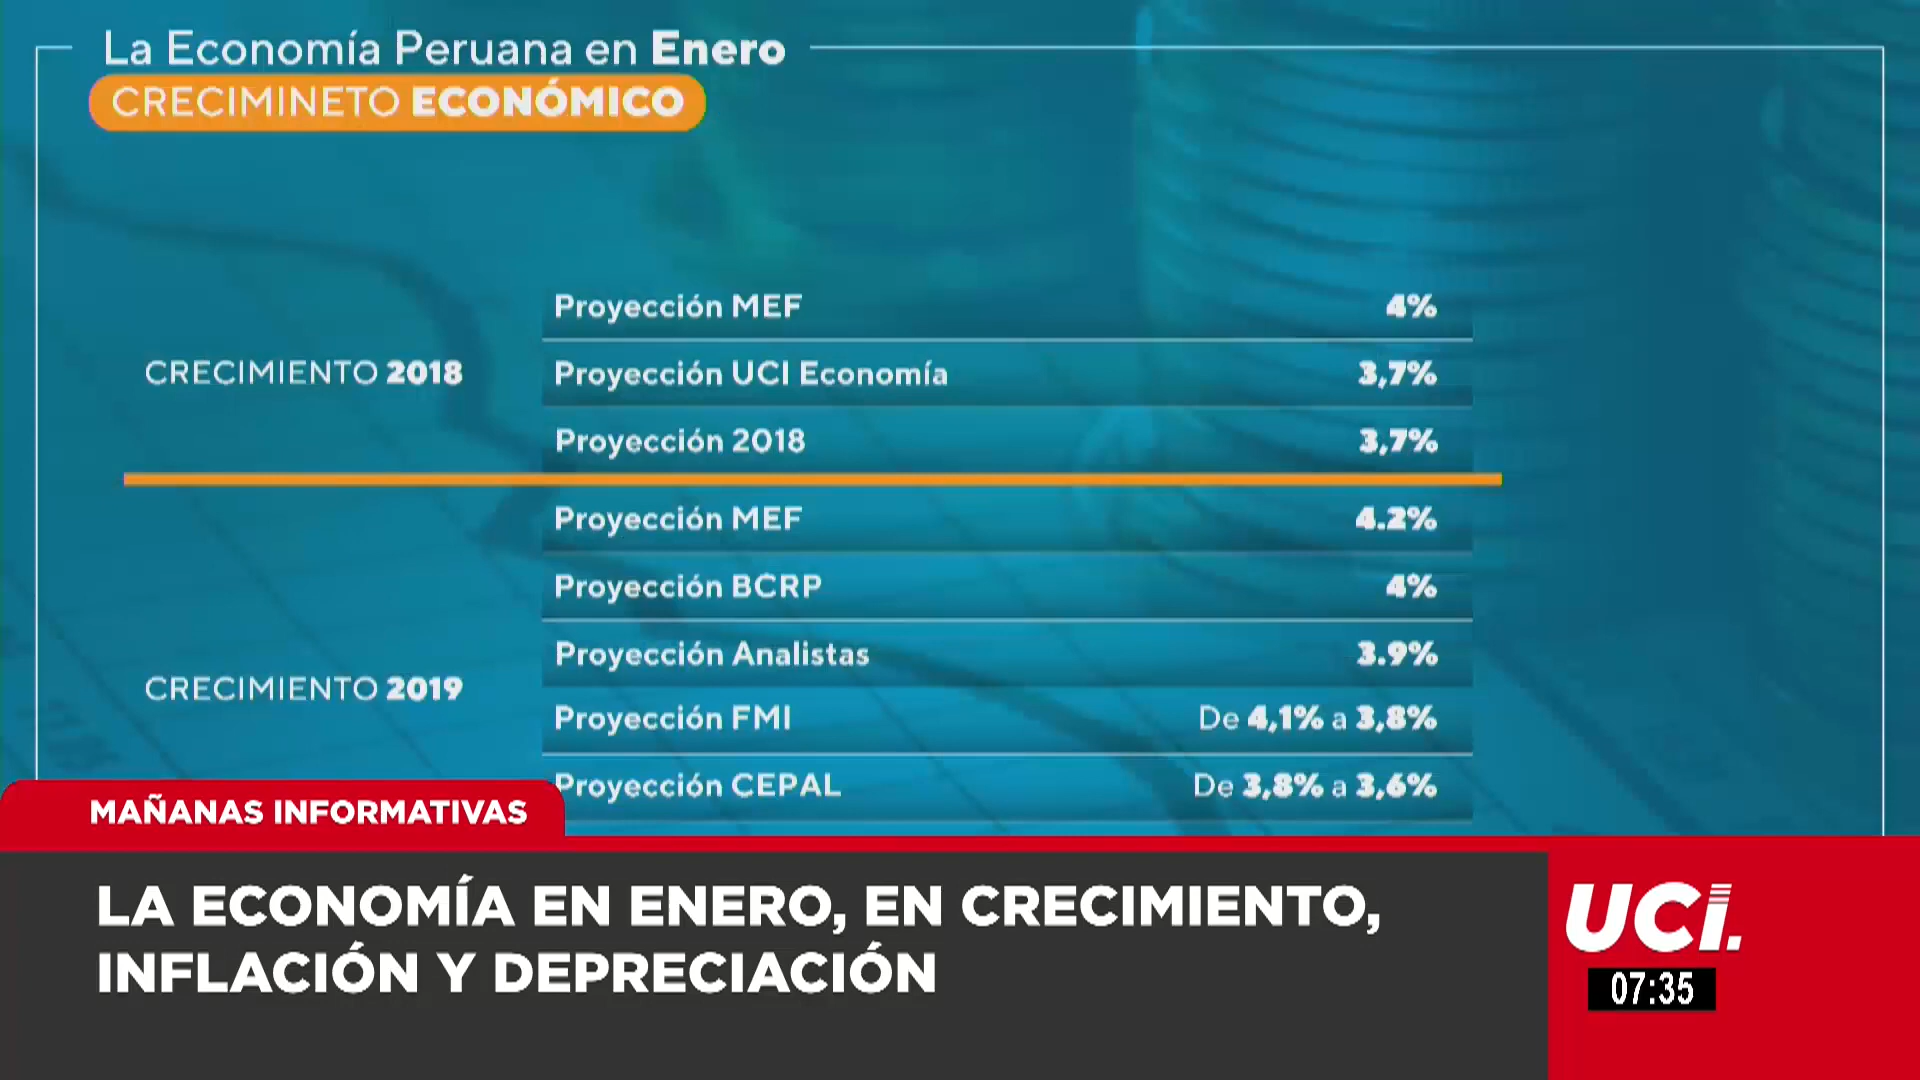 La Economía Peruana en Enero
CRECIMINETO ECONÓMICO
CRECIMIENTO 2018
Proyección MEF 4%
Proyección UCI Economía 3,7%
Proyección 2018 3,7%
CRECIMIENTO 2019
Proyección MEF 4.2%
Proyección BCRP 4%
Proyección Analistas 3.9%
Proyección FMI De 4,1% a 3,8%
Proyección CEPAL De 3,8% a 3,6%
MAÑANAS INFORMATIVAS
LA ECONOMÍA EN ENERO, EN CRECIMIENTO,
INFLACIÓN Y DEPRECIACIÓN
UCI.
07:35